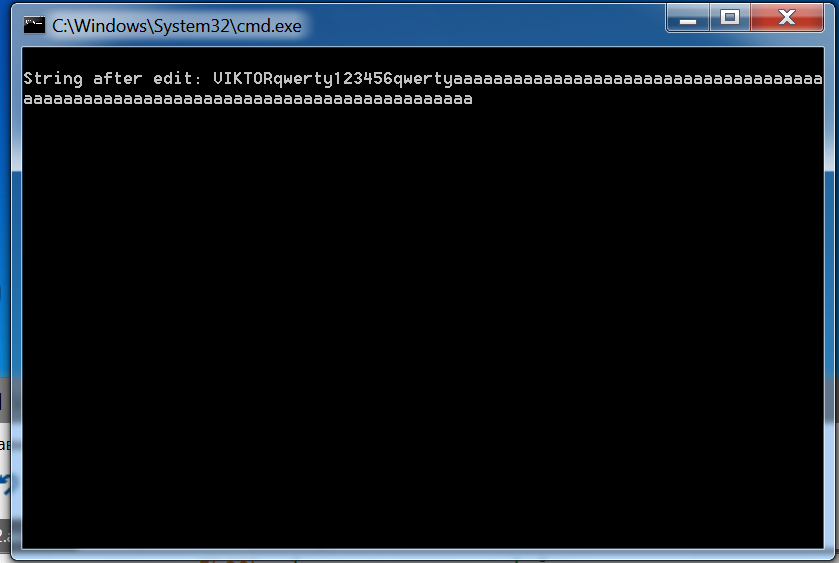 C:\Windows\System32\cmd.exe
String after edit: VIKTORqwerty123456qwertyaaaaaaaaaaaaaaaaaaaaaaaaaaaaaaaaaaaaa
aaaaaaaaaaaaaaaaaaaaaaaaaaaaaaaaaaaaaaaaaaaaa